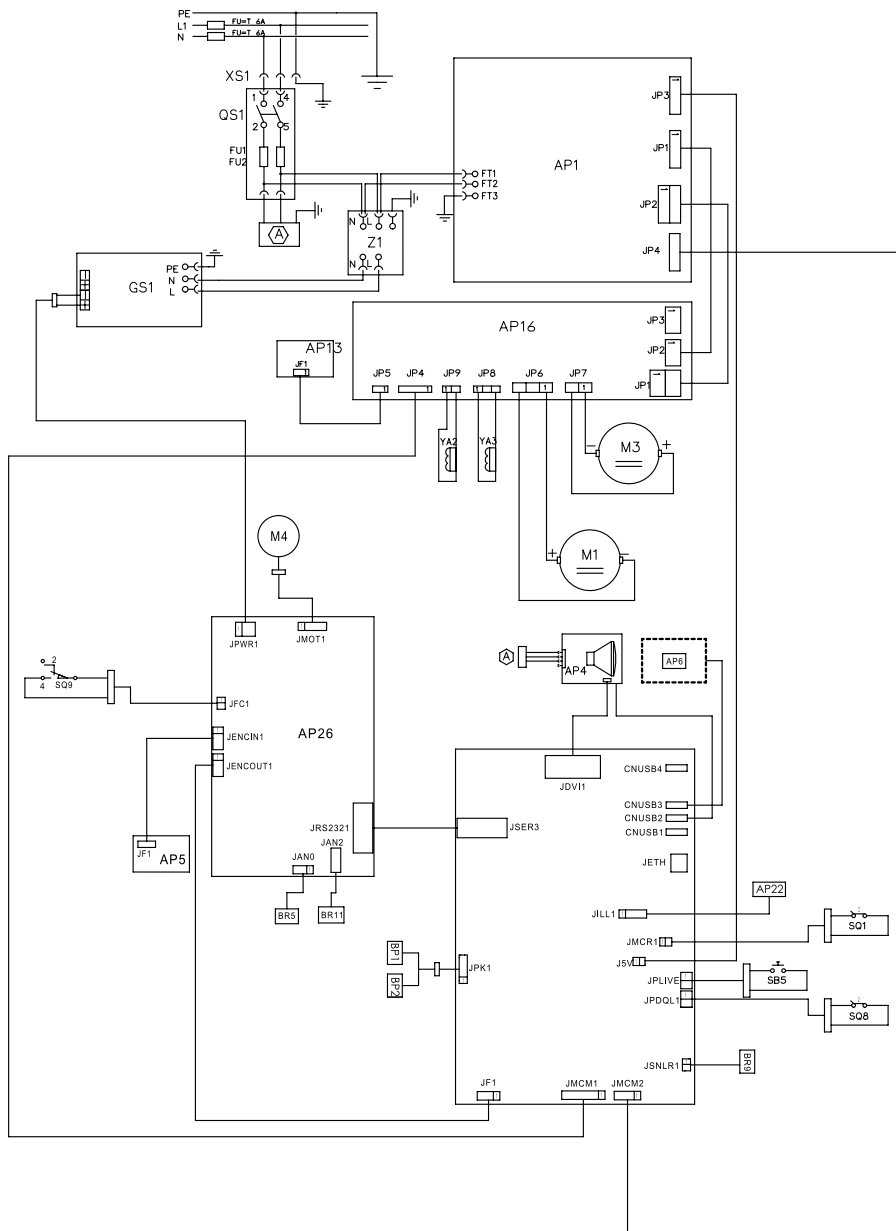 PE
L1 FU=T 6A
N FU=T 6A
XS1
1 4
QS1
2 5
FU1
FU2
A
N L
Z1
N L
FT1
FT2
FT3
AP1
JP3
1
JP1
1
JP2
1
JP4
GS1
PE
N
L
AP13
JF1
AP16
JP3
1
JP2
1
JP1
1
JP5 JP4 JP9 JP8 JP6 JP7
YA2 YA3
M3
- +
M1
+ -
M4
JPWR1 JMOT1
2
4 SQ9
JFC1
JENCIN1
AP26
JENCOUT1
JF1
AP5
JRS2321
JAN2
JAN0
BR5 BR11
A
AP4
AP6
JDVI1
CNUSB4
CNUSB3
CNUSB2
CNUSB1
JSER3
JETH
AP22
JILL1
JMCR1
SQ1
J5V
BP1
BP2
JPK1
JPLIVE
SB5
JPDQL1
SQ8
JSNLR1
BR9
JF1 JMCM1 JMCM2